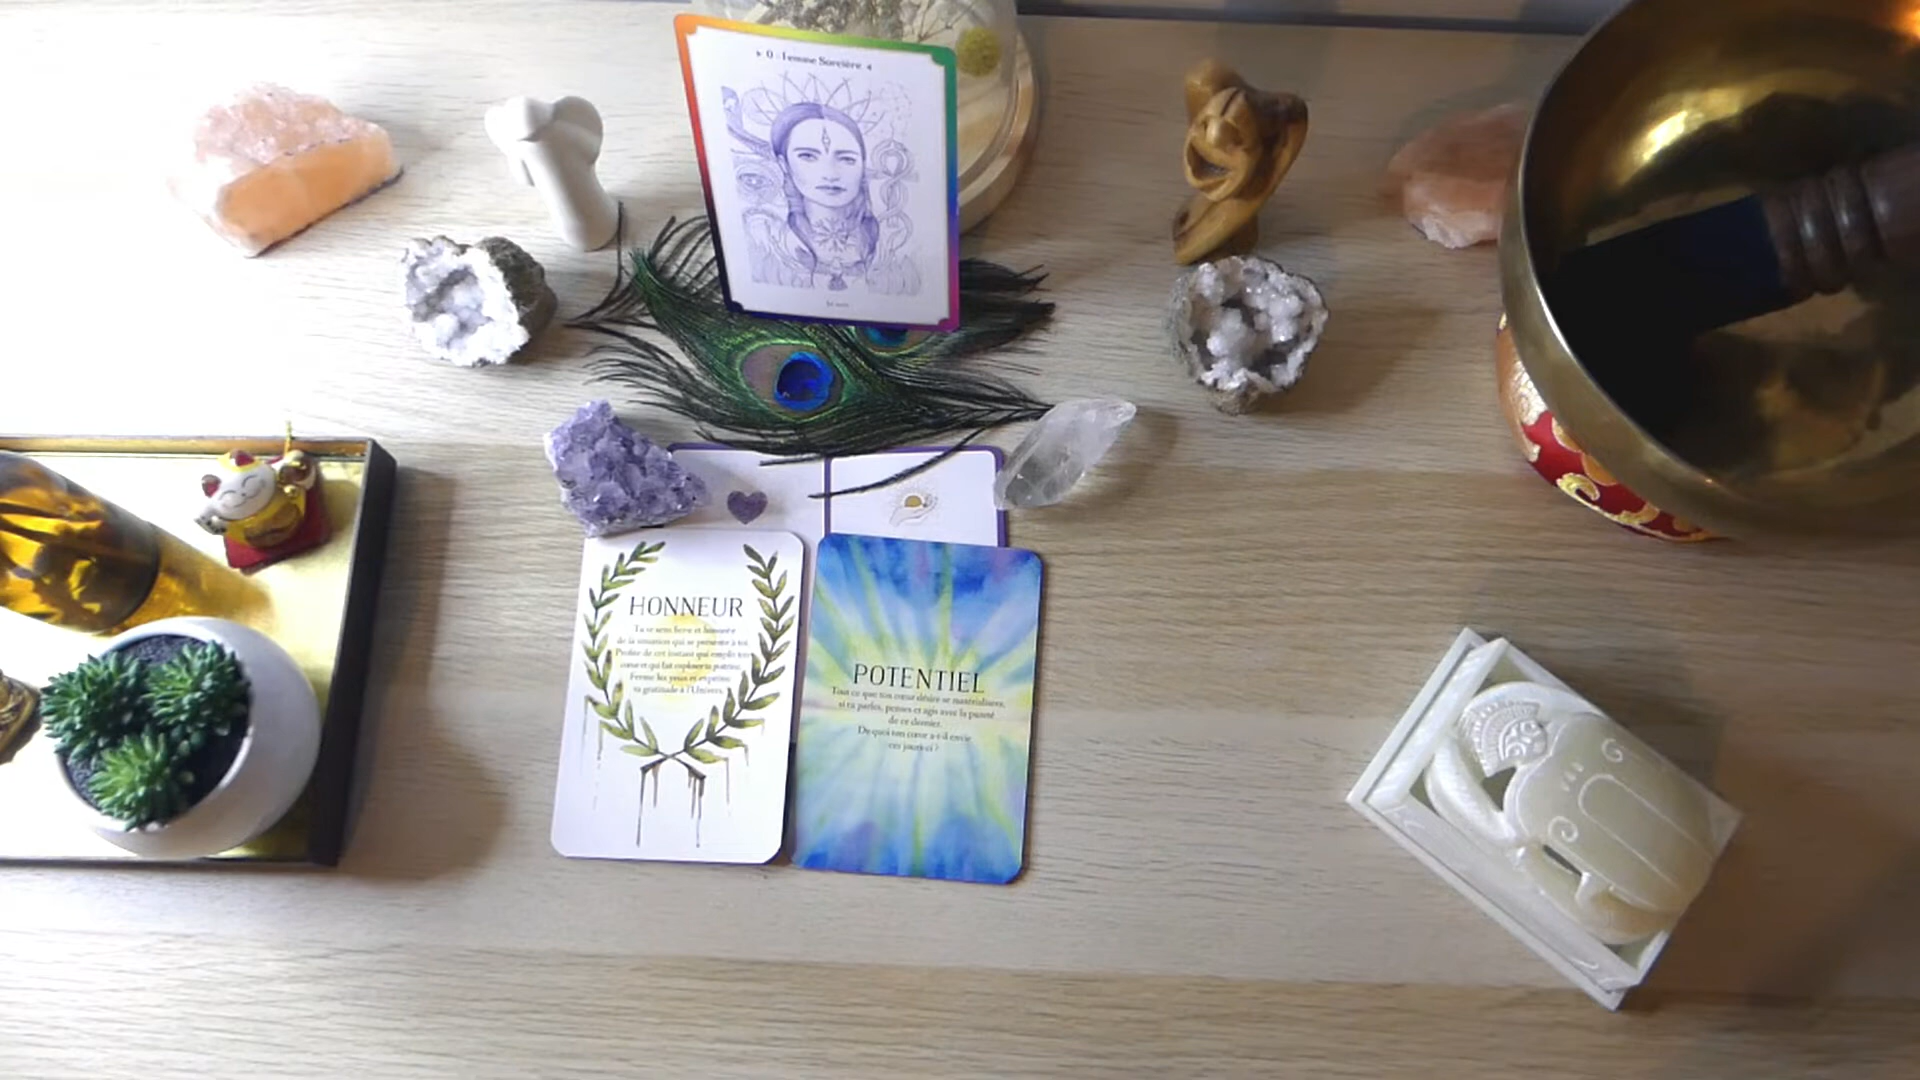 0 : Femme Sorcière
HONNEUR
Tu te sens fier·e et honoré·e
de la situation qui se présente à toi.
Profite de cet instant qui emplit ton
cœur et qui fait exploser ta poitrine.
Ferme les yeux et exprime
ta gratitude à l'Univers.
POTENTIEL
Tout ce que ton cœur désire se matérialisera,
si tu parles, penses et agis avec la pureté
de ce dernier.
De quoi ton cœur a-t-il envie
ces jours-ci ?